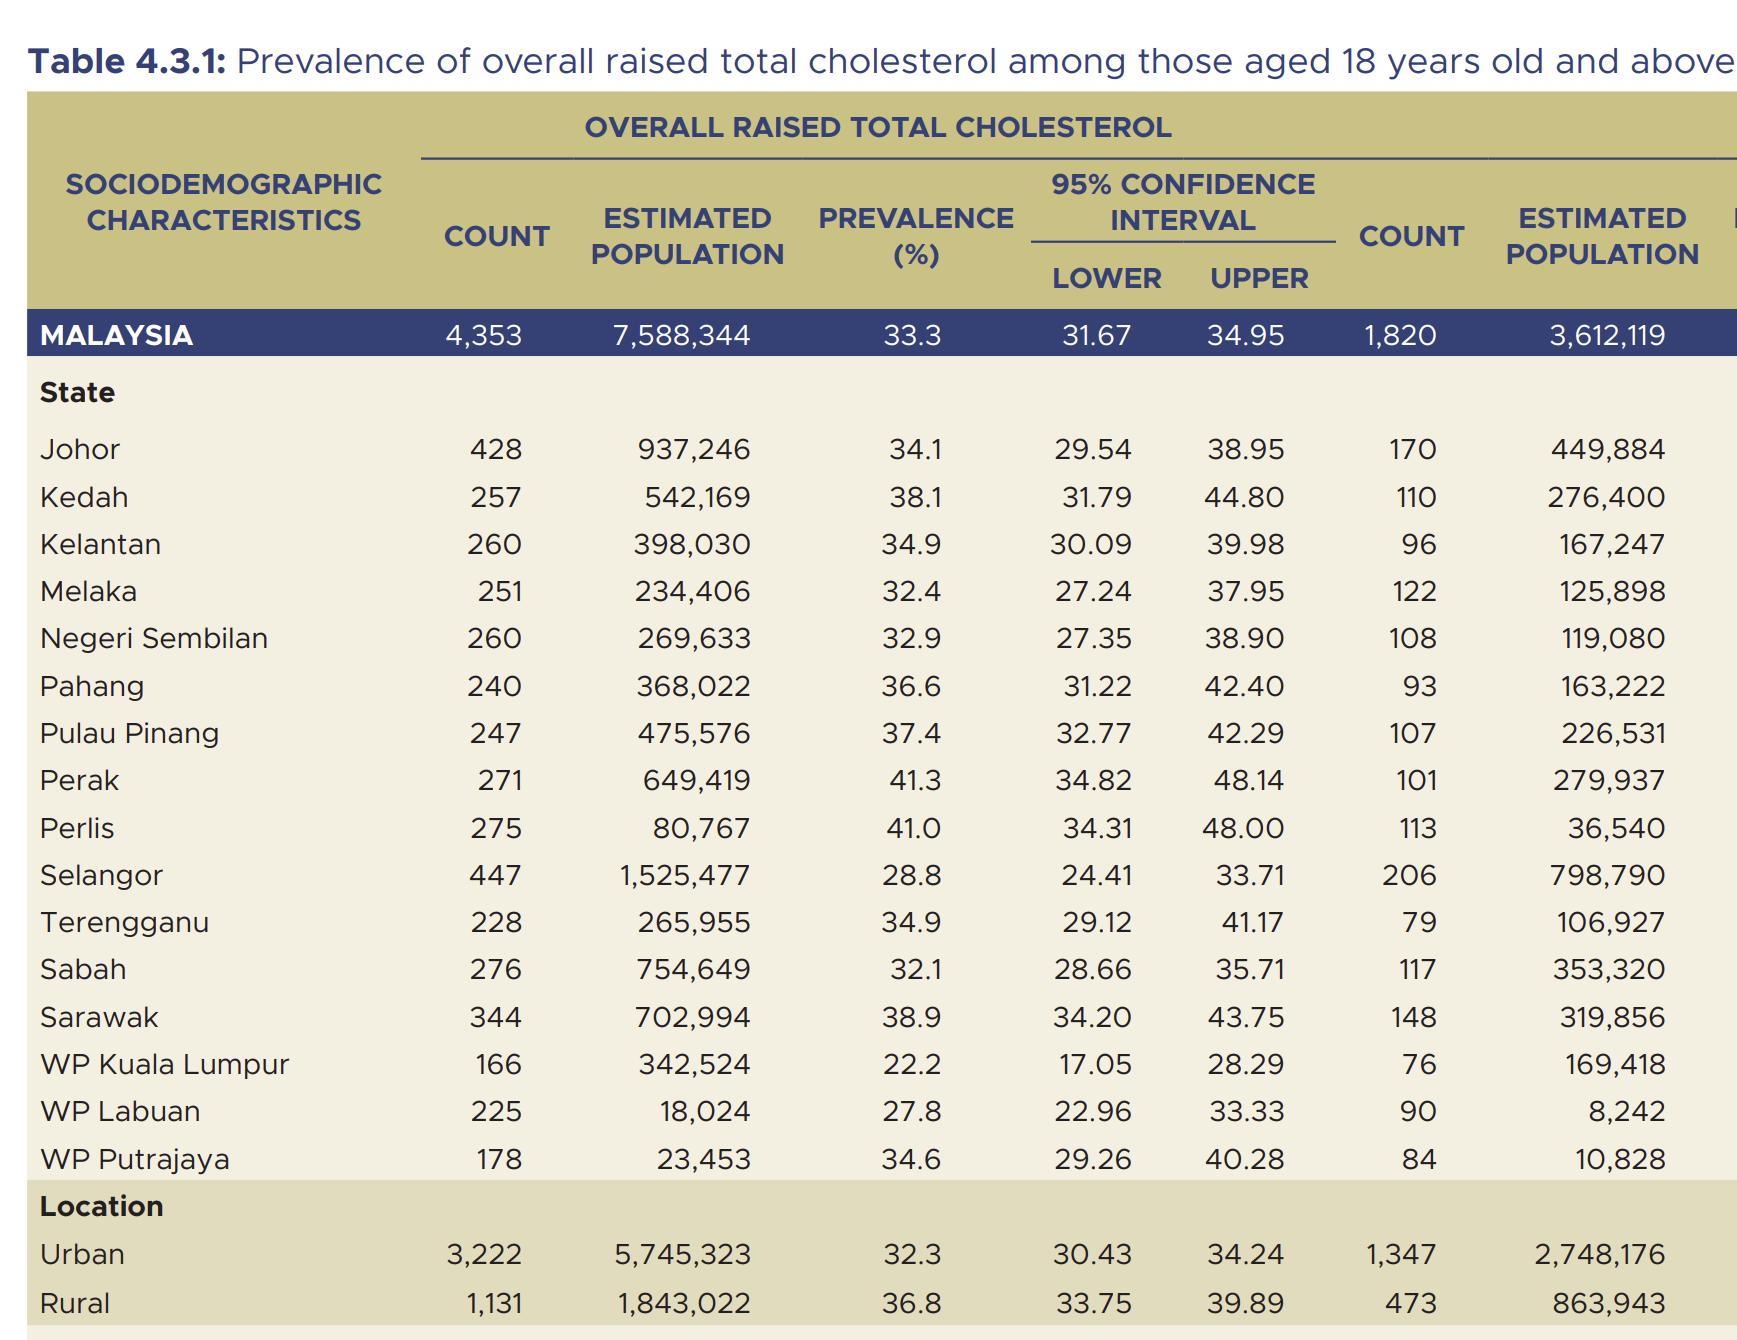 Table 4.3.1: Prevalence of overall raised total cholesterol among those aged 18 years old and above
OVERALL RAISED TOTAL CHOLESTEROL
SOCIODEMOGRAPHIC CHARACTERISTICS COUNT ESTIMATED POPULATION PREVALENCE (%) 95% CONFIDENCE INTERVAL COUNT ESTIMATED POPULATION
LOWER UPPER
MALAYSIA 4,353 7,588,344 33.3 31.67 34.95 1,820 3,612,119
State
Johor 428 937,246 34.1 29.54 38.95 170 449,884
Kedah 257 542,169 38.1 31.79 44.80 110 276,400
Kelantan 260 398,030 34.9 30.09 39.98 96 167,247
Melaka 251 234,406 32.4 27.24 37.95 122 125,898
Negeri Sembilan 260 269,633 32.9 27.35 38.90 108 119,080
Pahang 240 368,022 36.6 31.22 42.40 93 163,222
Pulau Pinang 247 475,576 37.4 32.77 42.29 107 226,531
Perak 271 649,419 41.3 34.82 48.14 101 279,937
Perlis 275 80,767 41.0 34.31 48.00 113 36,540
Selangor 447 1,525,477 28.8 24.41 33.71 206 798,790
Terengganu 228 265,955 34.9 29.12 41.17 79 106,927
Sabah 276 754,649 32.1 28.66 35.71 117 353,320
Sarawak 344 702,994 38.9 34.20 43.75 148 319,856
WP Kuala Lumpur 166 342,524 22.2 17.05 28.29 76 169,418
WP Labuan 225 18,024 27.8 22.96 33.33 90 8,242
WP Putrajaya 178 23,453 34.6 29.26 40.28 84 10,828
Location
Urban 3,222 5,745,323 32.3 30.43 34.24 1,347 2,748,176
Rural 1,131 1,843,022 36.8 33.75 39.89 473 863,943